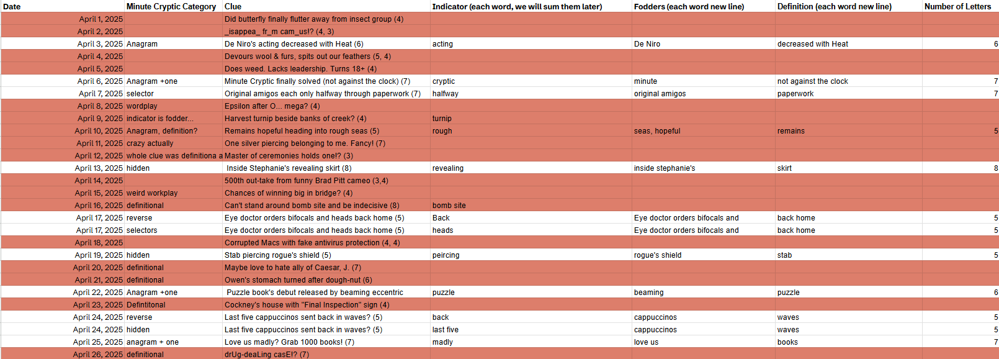 Date Minute Cryptic Category Clue Indicator (each word, we will sum them later) Fodders (each word new line) Definition (each word new line) Number of Letters
April 1, 2025 Did butterfly finally flutter away from insect group (4)
April 2, 2025 _isappea_ fr_m cam_us!? (4, 3)
April 3, 2025 Anagram De Niro's acting decreased with Heat (6) acting De Niro decreased with Heat 6
April 4, 2025 Devours wool & furs, spits out our feathers (5, 4)
April 5, 2025 Does weed. Lacks leadership. Turns 18+ (4)
April 6, 2025 Anagram +one Minute Cryptic finally solved (not against the clock) (7) cryptic minute not against the clock 7
April 7, 2025 selector Original amigos each only halfway through paperwork (7) halfway original amigos paperwork 7
April 8, 2025 wordplay Epsilon after O... mega? (4)
April 9, 2025 indicator is fodder... Harvest turnip beside banks of creek? (4) turnip
April 10, 2025 Anagram, definition? Remains hopeful heading into rough seas (5) rough seas, hopeful remains 5
April 11, 2025 crazy actually One silver piercing belonging to me. Fancy! (7)
April 12, 2025 whole clue was definitiona a Master of ceremonies holds one!? (3)
April 13, 2025 hidden Inside Stephanie's revealing skirt (8) revealing inside stephanie's skirt 8
April 14, 2025 500th out-take from funny Brad Pitt cameo (3,4)
April 15, 2025 weird workplay Chances of winning big in bridge? (4)
April 16, 2025 definitional Can't stand around bomb site and be indecisive (8) bomb site
April 17, 2025 reverse Eye doctor orders bifocals and heads back home (5) Back Eye doctor orders bifocals and back home 5
April 17, 2025 selectors Eye doctor orders bifocals and heads back home (5) heads Eye doctor orders bifocals and back home 5
April 18, 2025 Corrupted Macs with fake antivirus protection (4, 4)
April 19, 2025 hidden Stab piercing rogue's shield (5) peircing rogue's shield stab 5
April 20, 2025 definitional Maybe love to hate ally of Caesar, J. (7)
April 21, 2025 definitional Owen's stomach turned after dough-nut (6)
April 22, 2025 Anagram +one Puzzle book's debut released by beaming eccentric puzzle beaming puzzle 6
April 23, 2025 Defintitonal Cockney's house with "Final Inspection" sign (4)
April 24, 2025 reverse Last five cappuccinos sent back in waves? (5) back cappuccinos waves 5
April 24, 2025 hidden Last five cappuccinos sent back in waves? (5) last five cappuccinos waves 5
April 25, 2025 anagram + one Love us madly? Grab 1000 books! (7) madly love us books 7
April 26, 2025 definitional drUg-deaLing casE!? (7)